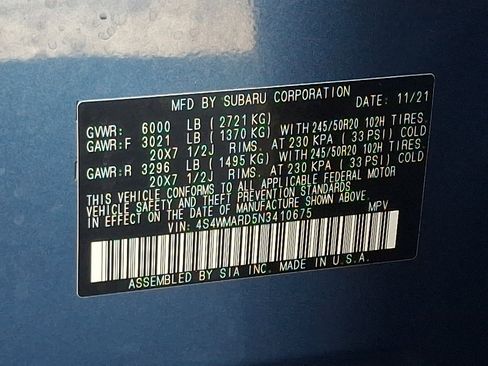 MFD BY SUBARU CORPORATION DATE: 11/21
GVWR: 6000 LB (2721 KG)
GAWR:F 3021 LB (1370 KG) WITH 245/50R20 102H TIRES.
20X7 1/2J RIMS. AT 230 KPA (33 PSI) COLD
GAWR:R 3296 LB (1495 KG) WITH 245/50R20 102H TIRES.
20X7 1/2J RIMS. AT 230 KPA (33 PSI) COLD
THIS VEHICLE CONFORMS TO ALL APPLICABLE FEDERAL MOTOR
VEHICLE SAFETY AND THEFT PREVENTION STANDARDS
IN EFFECT ON THE DATE OF MANUFACTURE SHOWN ABOVE.
VIN: 4S4WMARD5N3410675 MPV
ASSEMBLED BY SIA INC. MADE IN U.S.A.